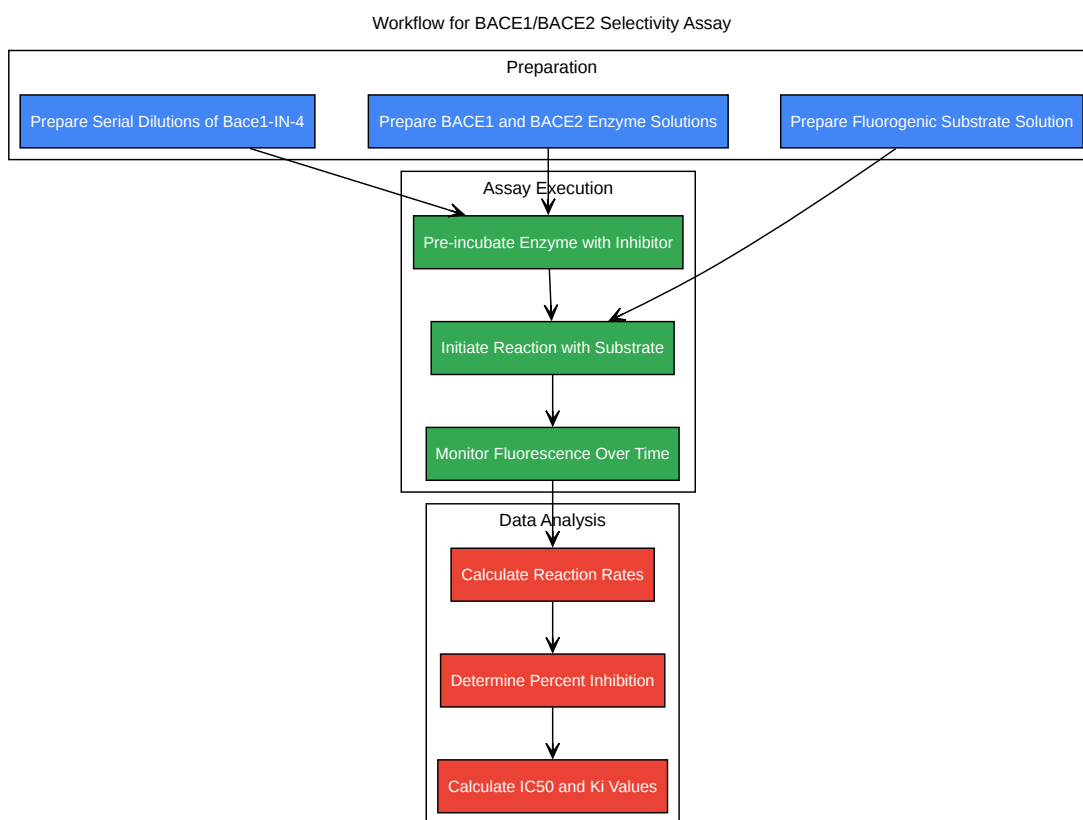 Workflow for BACE1/BACE2 Selectivity Assay
Preparation
Prepare Serial Dilutions of Bace1-IN-4
Prepare BACE1 and BACE2 Enzyme Solutions
Prepare Fluorogenic Substrate Solution
Assay Execution
Pre-incubate Enzyme with Inhibitor
Initiate Reaction with Substrate
Monitor Fluorescence Over Time
Data Analysis
Calculate Reaction Rates
Determine Percent Inhibition
Calculate IC50 and Ki Values